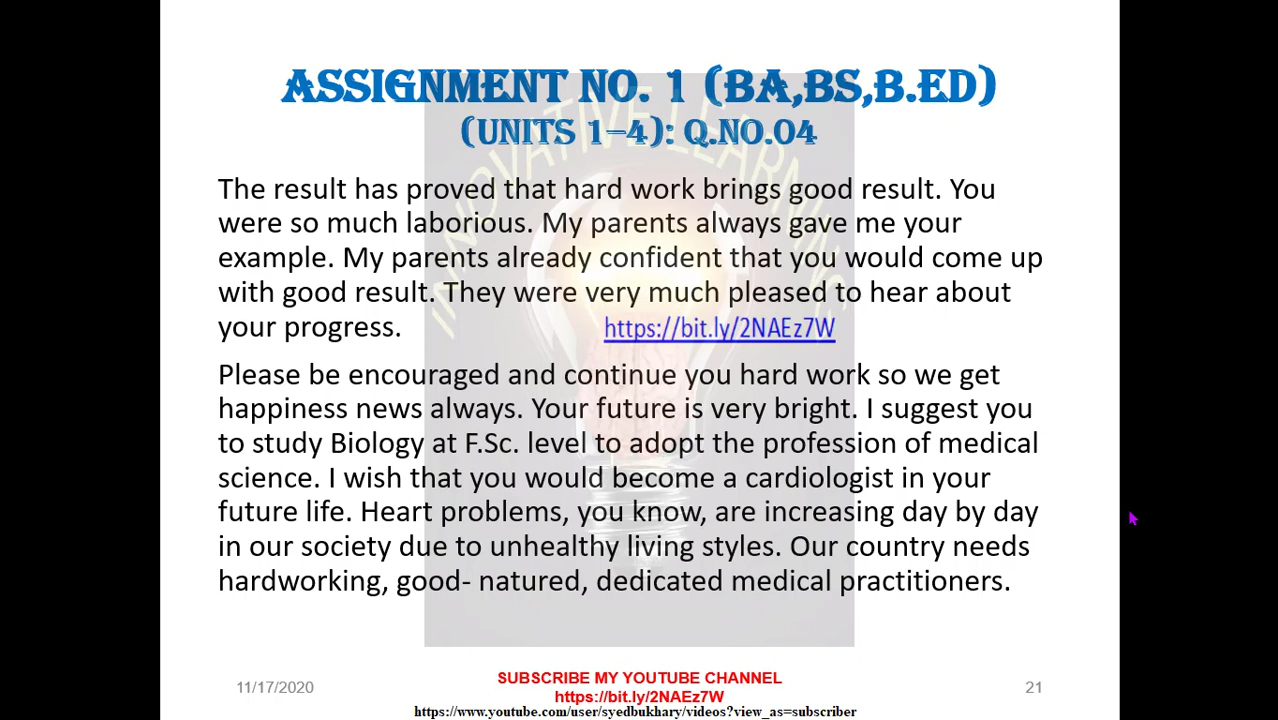 ASSIGNMENT NO. 1 (BA,BS,B.ED)
(UNITS 1–4): Q.NO.04
INNOVATIVE LEARNING
The result has proved that hard work brings good result. You
were so much laborious. My parents always gave me your
example. My parents already confident that you would come up
with good result. They were very much pleased to hear about
your progress.
https://bit.ly/2NAEz7W
Please be encouraged and continue you hard work so we get
happiness news always. Your future is very bright. I suggest you
to study Biology at F.Sc. level to adopt the profession of medical
science. I wish that you would become a cardiologist in your
future life. Heart problems, you know, are increasing day by day
in our society due to unhealthy living styles. Our country needs
hardworking, good- natured, dedicated medical practitioners.
11/17/2020
SUBSCRIBE MY YOUTUBE CHANNEL
https://bit.ly/2NAEz7W
https://www.youtube.com/user/syedbukhary/videos?view_as=subscriber
21